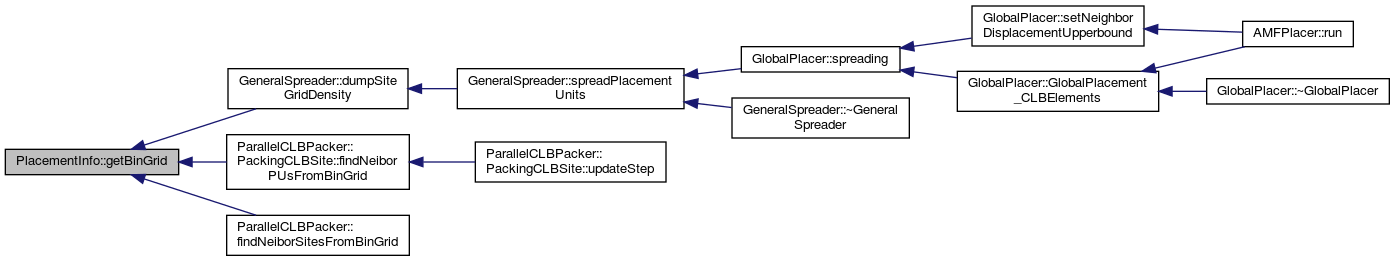 PlacementInfo::getBinGrid
GeneralSpreader::dumpSite
GridDensity
GeneralSpreader::spreadPlacement
Units
GlobalPlacer::spreading
GlobalPlacer::setNeighbor
DisplacementUpperbound
AMFPlacer::run
GlobalPlacer::GlobalPlacement
_CLBElements
GlobalPlacer::~GlobalPlacer
GeneralSpreader::~General
Spreader
ParallelCLBPacker::
PackingCLBSite::findNeibor
PUsFromBinGrid
ParallelCLBPacker::
PackingCLBSite::updateStep
ParallelCLBPacker::
findNeiborSitesFromBinGrid